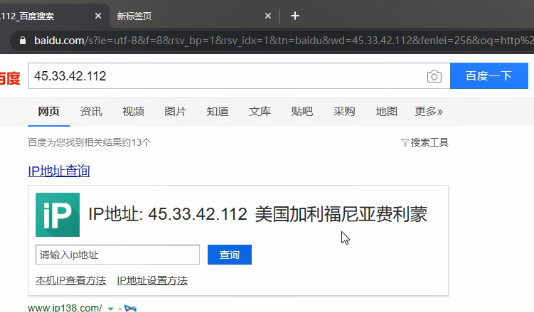 .112_百度搜索 × 新标签页 × +
baidu.com/s?ie=utf-8&f=8&rsv_bp=1&rsv_idx=1&tn=baidu&wd=45.33.42.112&fenlei=256&oq=http%2
百度 45.33.42.112 百度一下
网页 资讯 视频 图片 知道 文库 贴吧 采购 地图 更多»
百度为您找到相关结果约13个 搜索工具
IP地址查询
iP IP地址: 45.33.42.112 美国加利福尼亚费利蒙
请输入ip地址 查询
本机IP查看方法 IP地址设置方法
www.ip138.com/